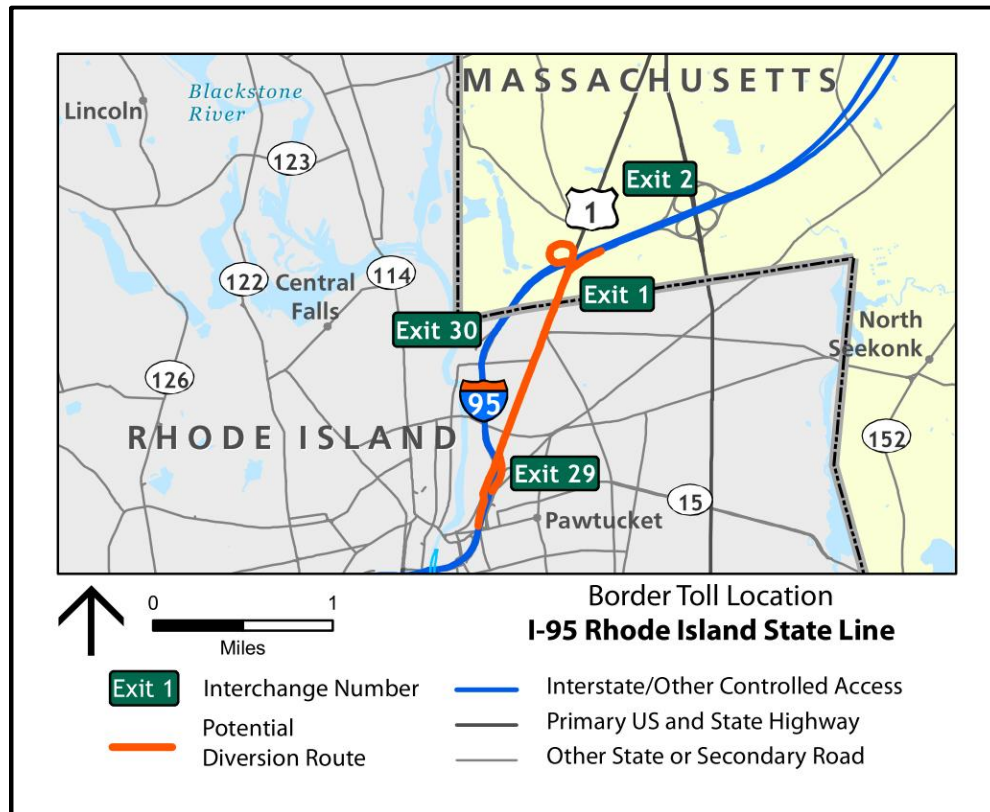 MASSACHUSETTS
Blackstone
River
Lincoln
123
Exit 2
1
122
Central
Falls
114
Exit 1
Exit 30
North
Seekonk
126
95
RHODE ISLAND
152
Exit 29
15
Pawtucket
0 1
Miles
Border Toll Location
I-95 Rhode Island State Line
Exit 1 Interchange Number
Potential
Diversion Route
Interstate/Other Controlled Access
Primary US and State Highway
Other State or Secondary Road